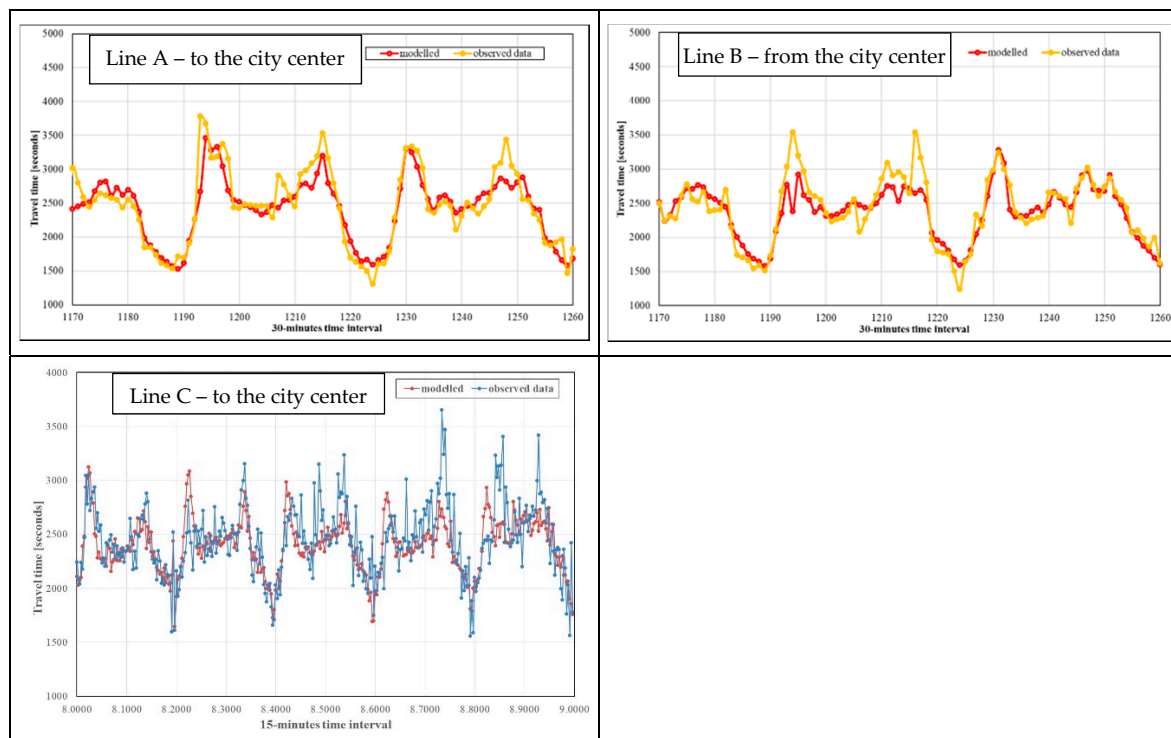 5000
4500
4000
3500
3000
2500
2000
1500
1000
Travel time [seconds]
Line A – to the city center
modelled observed data
1170 1180 1190 1200 1210 1220 1230 1240 1250 1260
30-minutes time interval
5000
4500
4000
3500
3000
2500
2000
1500
1000
Travel time [seconds]
Line B – from the city center
modelled observed data
1170 1180 1190 1200 1210 1220 1230 1240 1250 1260
30-minutes time interval
4000
3500
3000
2500
2000
1500
1000
Travel time [seconds]
Line C – to the city center
modelled observed data
8.0000 8.1000 8.2000 8.3000 8.4000 8.5000 8.6000 8.7000 8.8000 8.9000 9.0000
15-minutes time interval